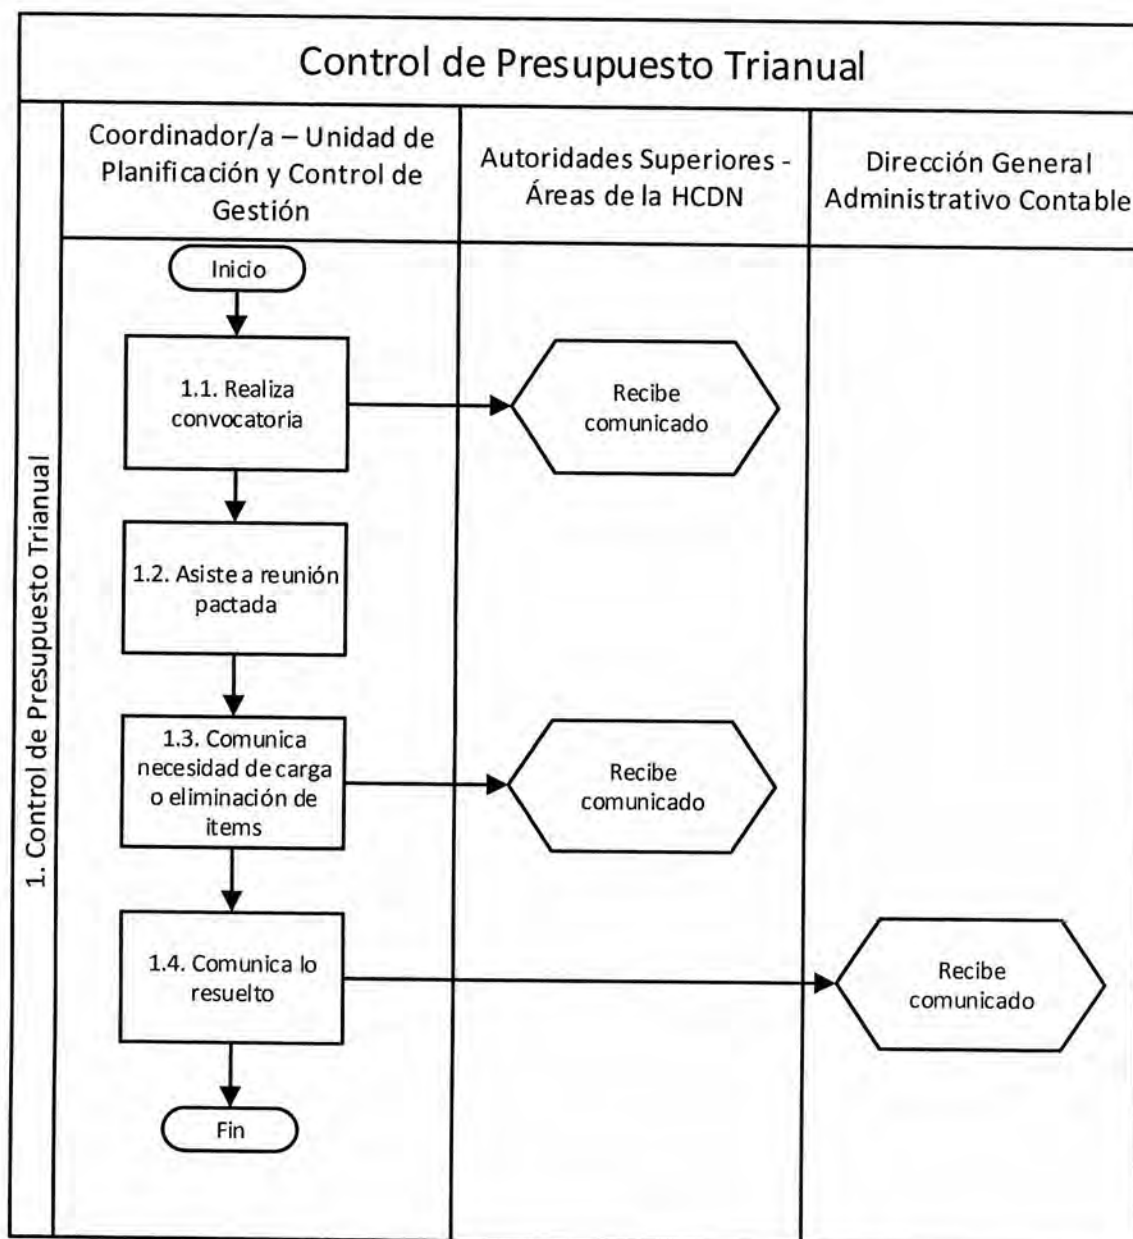 Control de Presupuesto Trianual
Coordinador/a – Unidad de
Planificación y Control de
Gestión
Autoridades Superiores -
Áreas de la HCDN
Dirección General
Administrativo Contable
1. Control de Presupuesto Trianual
Inicio
1.1. Realiza
convocatoria
Recibe
comunicado
1.2. Asiste a reunión
pactada
1.3. Comunica
necesidad de carga
o eliminación de
items
Recibe
comunicado
1.4. Comunica lo
resuelto
Recibe
comunicado
Fin